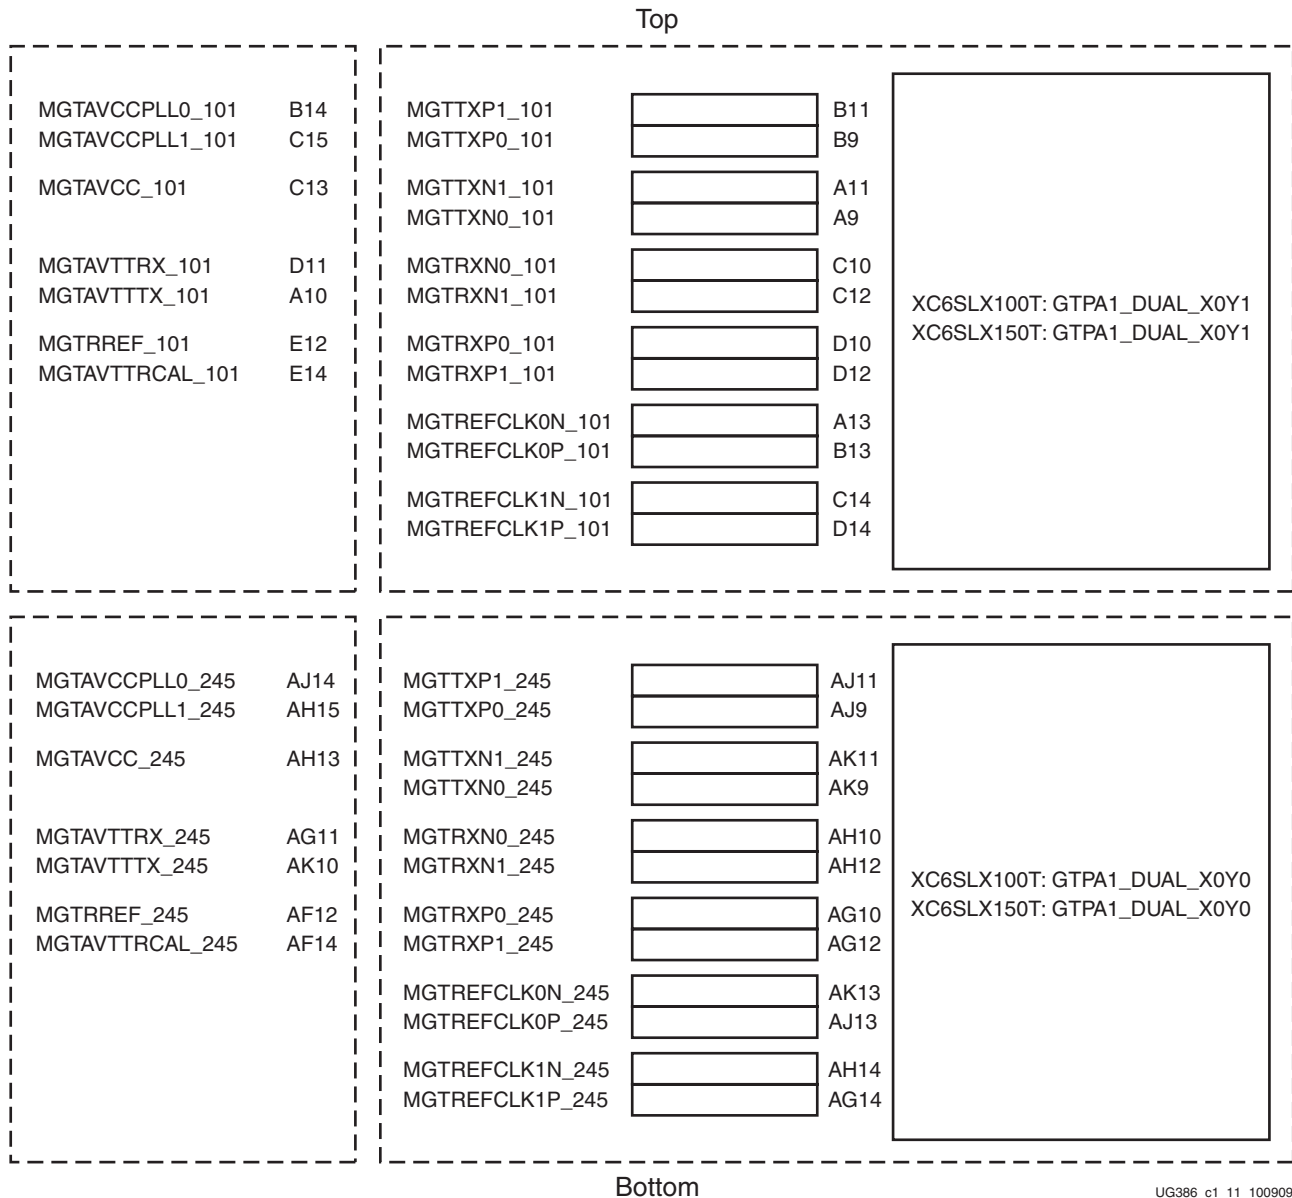 Top
MGTAVCCPLL0_101 B14
MGTAVCCPLL1_101 C15
MGTAVCC_101 C13
MGTAVTTRX_101 D11
MGTAVTTTX_101 A10
MGTRREF_101 E12
MGTAVTTRCAL_101 E14
MGTTXP1_101 B11
MGTTXP0_101 B9
MGTTXN1_101 A11
MGTTXN0_101 A9
MGTRXN0_101 C10
MGTRXN1_101 C12
MGTRXP0_101 D10
MGTRXP1_101 D12
MGTREFCLK0N_101 A13
MGTREFCLK0P_101 B13
MGTREFCLK1N_101 C14
MGTREFCLK1P_101 D14
XC6SLX100T: GTPA1_DUAL_X0Y1
XC6SLX150T: GTPA1_DUAL_X0Y1
MGTAVCCPLL0_245 AJ14
MGTAVCCPLL1_245 AH15
MGTAVCC_245 AH13
MGTAVTTRX_245 AG11
MGTAVTTTX_245 AK10
MGTRREF_245 AF12
MGTAVTTRCAL_245 AF14
MGTTXP1_245 AJ11
MGTTXP0_245 AJ9
MGTTXN1_245 AK11
MGTTXN0_245 AK9
MGTRXN0_245 AH10
MGTRXN1_245 AH12
MGTRXP0_245 AG10
MGTRXP1_245 AG12
MGTREFCLK0N_245 AK13
MGTREFCLK0P_245 AJ13
MGTREFCLK1N_245 AH14
MGTREFCLK1P_245 AG14
XC6SLX100T: GTPA1_DUAL_X0Y0
XC6SLX150T: GTPA1_DUAL_X0Y0
Bottom
UG386_c1_11_100909